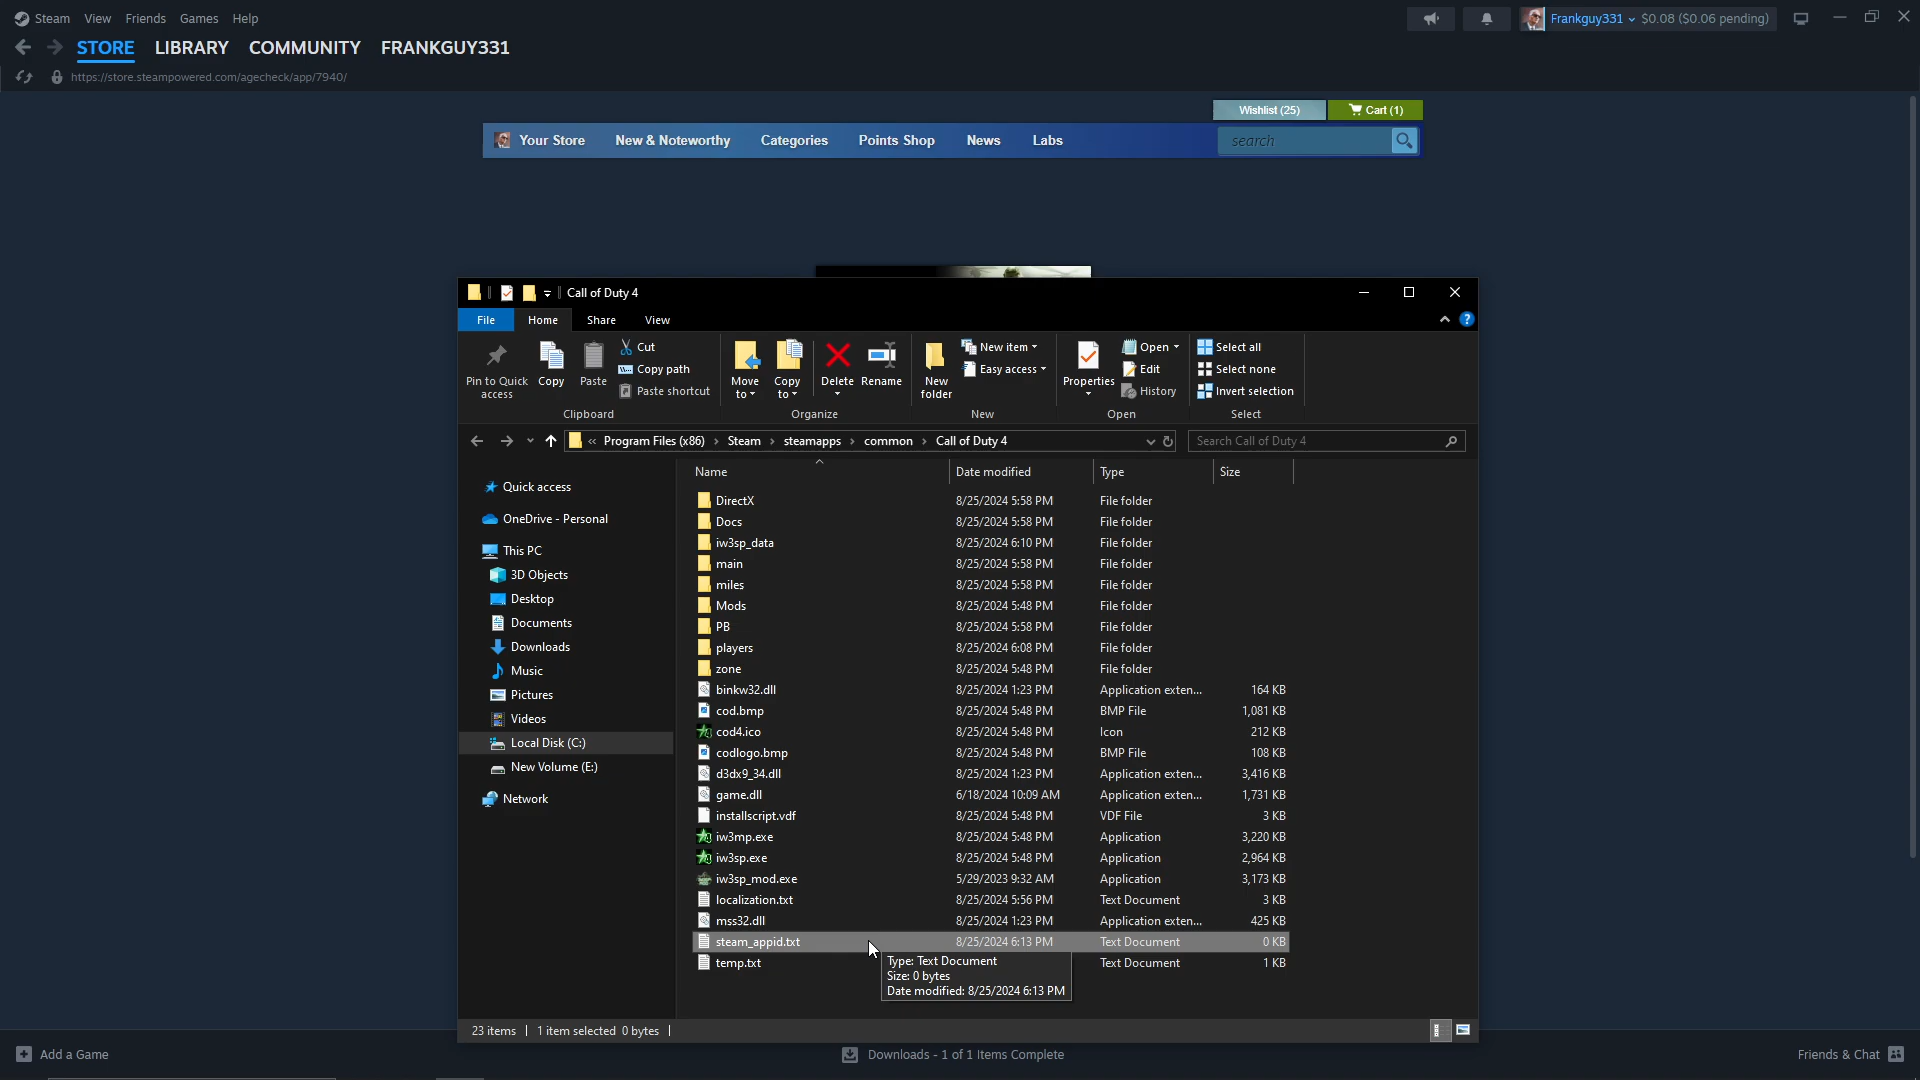 Steam View Friends Games Help
Frankguy331 $0.08 ($0.06 pending)
STORE LIBRARY COMMUNITY FRANKGUY331
https://store.steampowered.com/agecheck/app/7940/
Wishlist (25) Cart (1)
Your Store New & Noteworthy Categories Points Shop News Labs search
Call of Duty 4
File Home Share View
Pin to Quick access
Copy
Paste
Cut
Copy path
Paste shortcut
Clipboard
Move to
Copy to
Delete
Rename
Organize
New folder
New item
Easy access
New
Properties
Open
Edit
History
Open
Select all
Select none
Invert selection
Select
« Program Files (x86) > Steam > steamapps > common > Call of Duty 4
Search Call of Duty 4
Quick access
OneDrive - Personal
This PC
3D Objects
Desktop
Documents
Downloads
Music
Pictures
Videos
Local Disk (C:)
New Volume (E:)
Network
Name Date modified Type Size
DirectX 8/25/2024 5:58 PM File folder
Docs 8/25/2024 5:58 PM File folder
iw3sp_data 8/25/2024 6:10 PM File folder
main 8/25/2024 5:58 PM File folder
miles 8/25/2024 5:58 PM File folder
Mods 8/25/2024 5:48 PM File folder
PB 8/25/2024 5:58 PM File folder
players 8/25/2024 6:08 PM File folder
zone 8/25/2024 5:48 PM File folder
binkw32.dll 8/25/2024 1:23 PM Application exten... 164 KB
cod.bmp 8/25/2024 5:48 PM BMP File 1,081 KB
cod4.ico 8/25/2024 5:48 PM Icon 212 KB
codlogo.bmp 8/25/2024 5:48 PM BMP File 108 KB
d3dx9_34.dll 8/25/2024 1:23 PM Application exten... 3,416 KB
game.dll 6/18/2024 10:09 AM Application exten... 1,731 KB
installscript.vdf 8/25/2024 5:48 PM VDF File 3 KB
iw3mp.exe 8/25/2024 5:48 PM Application 3,220 KB
iw3sp.exe 8/25/2024 5:48 PM Application 2,964 KB
iw3sp_mod.exe 5/29/2023 9:32 AM Application 3,173 KB
localization.txt 8/25/2024 5:56 PM Text Document 3 KB
mss32.dll 8/25/2024 1:23 PM Application exten... 425 KB
steam_appid.txt 8/25/2024 6:13 PM Text Document 0 KB
temp.txt Text Document 1 KB
Type: Text Document
Size: 0 bytes
Date modified: 8/25/2024 6:13 PM
23 items 1 item selected 0 bytes
Add a Game
Downloads - 1 of 1 Items Complete
Friends & Chat